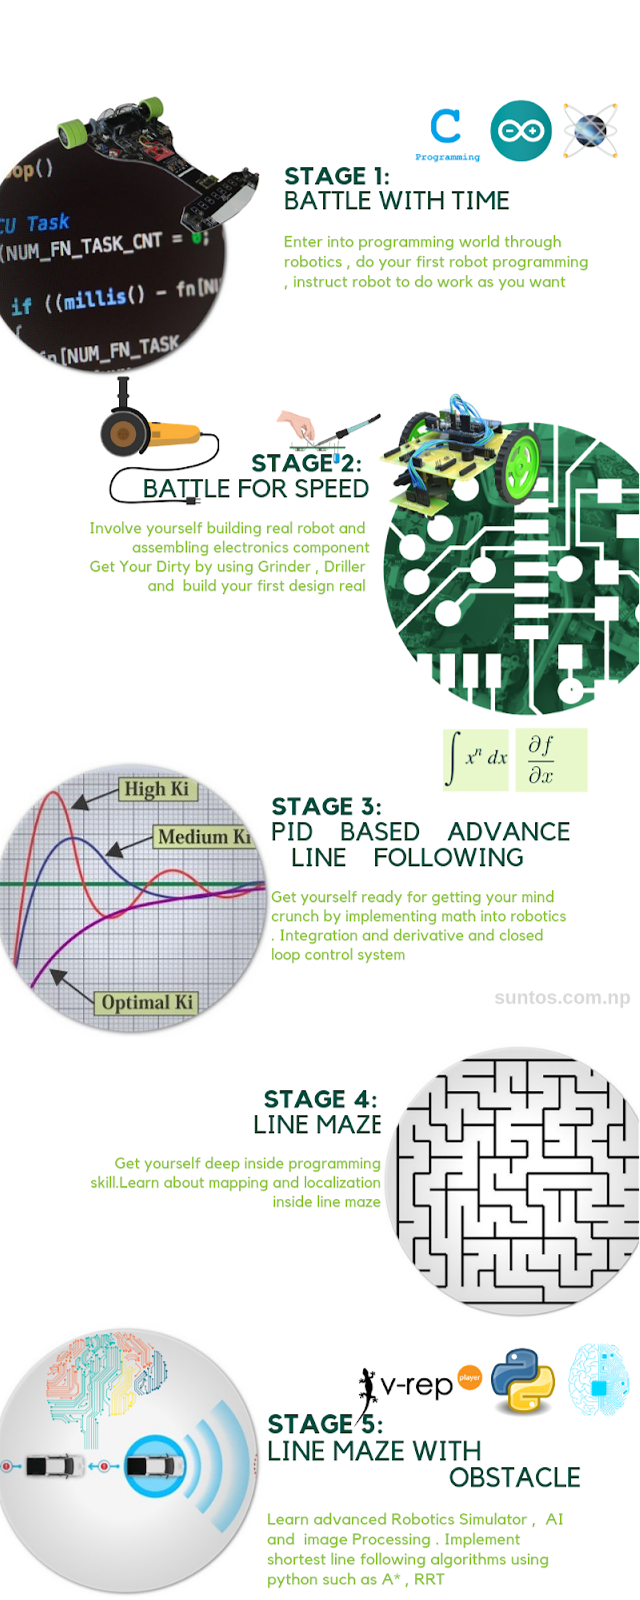 C
Programming
oop()
CU Task
(NUM_FN_TASK_CNT = 0;
if ((millis() - fn[NU
{
fn[NUM_FN_TASK_
STAGE 1:
BATTLE WITH TIME
Enter into programming world through
robotics , do your first robot programming
, instruct robot to do work as you want
STAGE 2:
BATTLE FOR SPEED
Involve yourself building real robot and
assembling electronics component
Get Your Dirty by using Grinder , Driller
and build your first design real
∫ xⁿ dx
∂f
∂x
High Ki
Medium Ki
Optimal Ki
STAGE 3:
PID BASED ADVANCE
LINE FOLLOWING
Get yourself ready for getting your mind
crunch by implementing math into robotics
. Integration and derivative and closed
loop control system
suntos.com.np
STAGE 4:
LINE MAZE
Get yourself deep inside programming
skill.Learn about mapping and localization
inside line maze
v-rep player
STAGE 5:
LINE MAZE WITH
OBSTACLE
Learn advanced Robotics Simulator , AI
and image Processing . Implement
shortest line following algorithms using
python such as A* , RRT